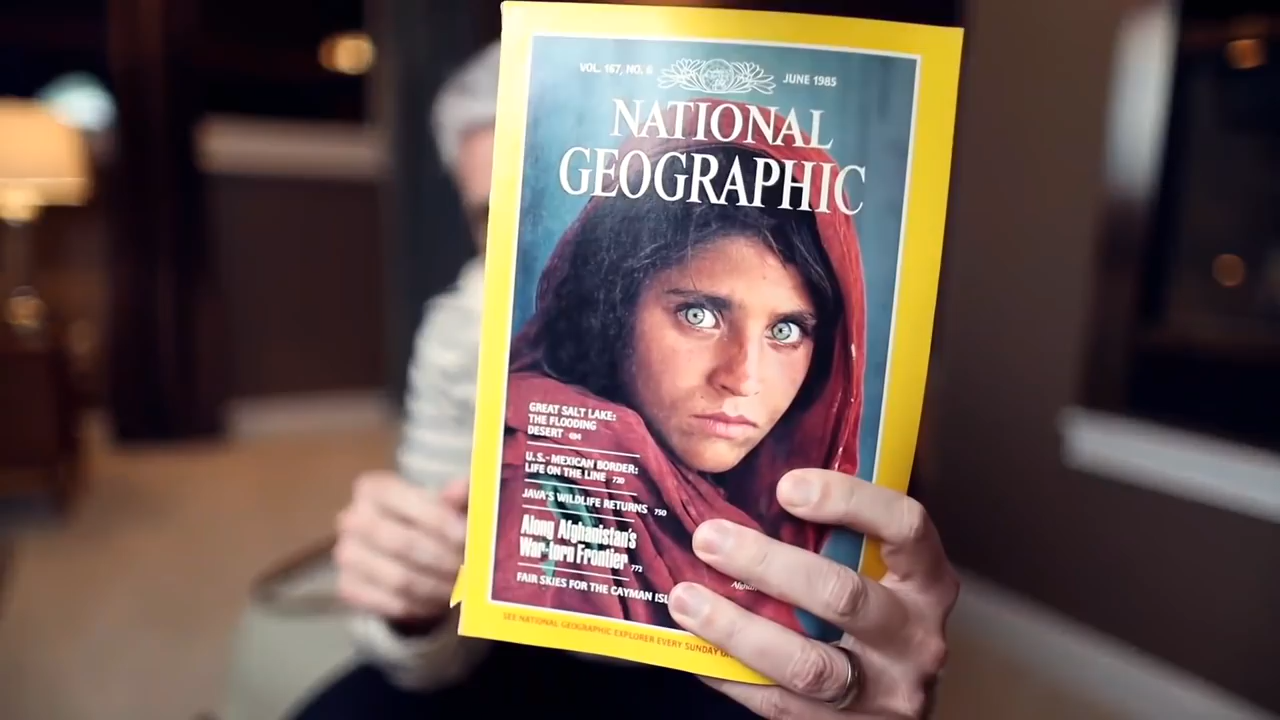 VOL. 167, NO. 6
JUNE 1985
NATIONAL
GEOGRAPHIC
GREAT SALT LAKE:
THE FLOODING
DESERT
U.S.-MEXICAN BORDER:
LIFE ON THE LINE 720
JAVA'S WILDLIFE RETURNS 750
Along Afghanistan's
War-torn Frontier 772
FAIR SKIES FOR THE CAYMAN
SEE NATIONAL GEOGRAPHIC EXPLORER EVERY SUNDAY